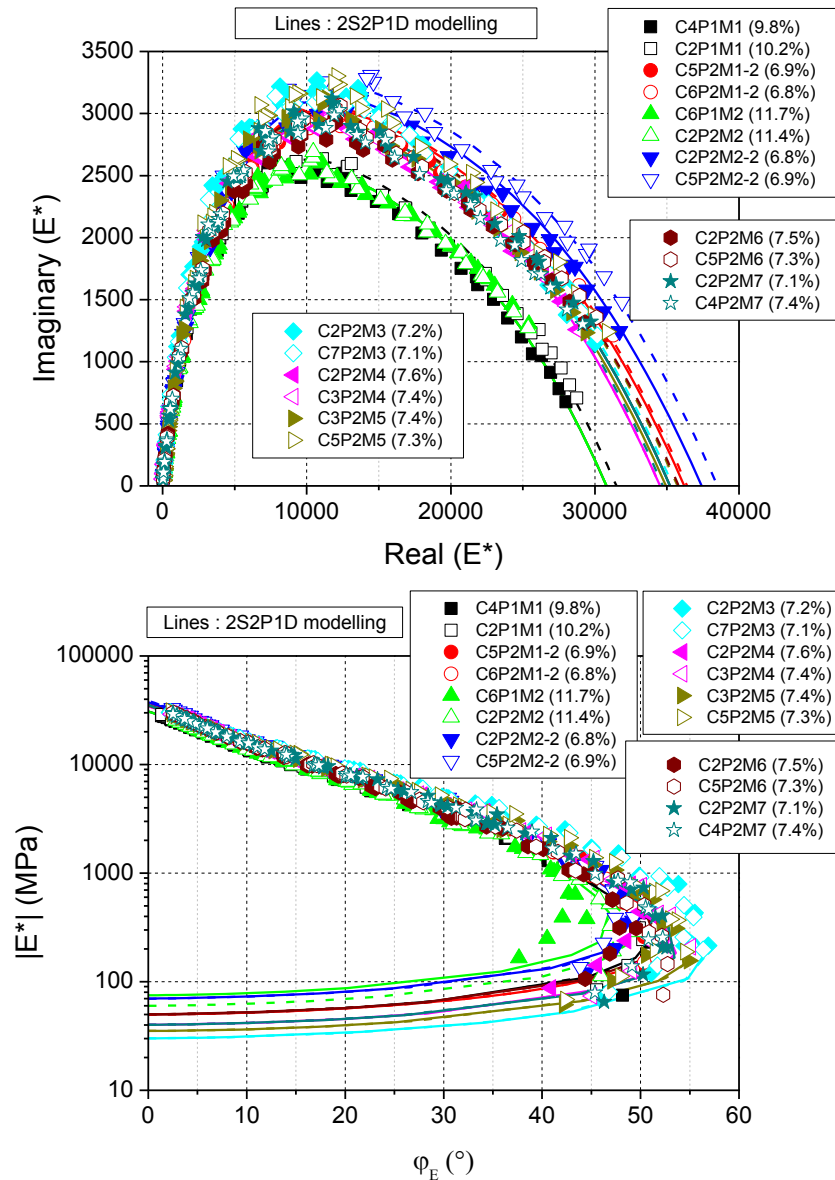 Lines : 2S2P1D modelling
C4P1M1 (9.8%)
C2P1M1 (10.2%)
C5P2M1-2 (6.9%)
C6P2M1-2 (6.8%)
C6P1M2 (11.7%)
C2P2M2 (11.4%)
C2P2M2-2 (6.8%)
C5P2M2-2 (6.9%)
C2P2M6 (7.5%)
C5P2M6 (7.3%)
C2P2M7 (7.1%)
C4P2M7 (7.4%)
C2P2M3 (7.2%)
C7P2M3 (7.1%)
C2P2M4 (7.6%)
C3P2M4 (7.4%)
C3P2M5 (7.4%)
C5P2M5 (7.3%)
3500
3000
2500
2000
1500
1000
500
0
Imaginary (E*)
0 10000 20000 30000 40000
Real (E*)
Lines : 2S2P1D modelling
C4P1M1 (9.8%)
C2P1M1 (10.2%)
C5P2M1-2 (6.9%)
C6P2M1-2 (6.8%)
C6P1M2 (11.7%)
C2P2M2 (11.4%)
C2P2M2-2 (6.8%)
C5P2M2-2 (6.9%)
C2P2M3 (7.2%)
C7P2M3 (7.1%)
C2P2M4 (7.6%)
C3P2M4 (7.4%)
C3P2M5 (7.4%)
C5P2M5 (7.3%)
C2P2M6 (7.5%)
C5P2M6 (7.3%)
C2P2M7 (7.1%)
C4P2M7 (7.4%)
100000
10000
1000
100
10
|E*| (MPa)
0 10 20 30 40 50 60
φE (°)